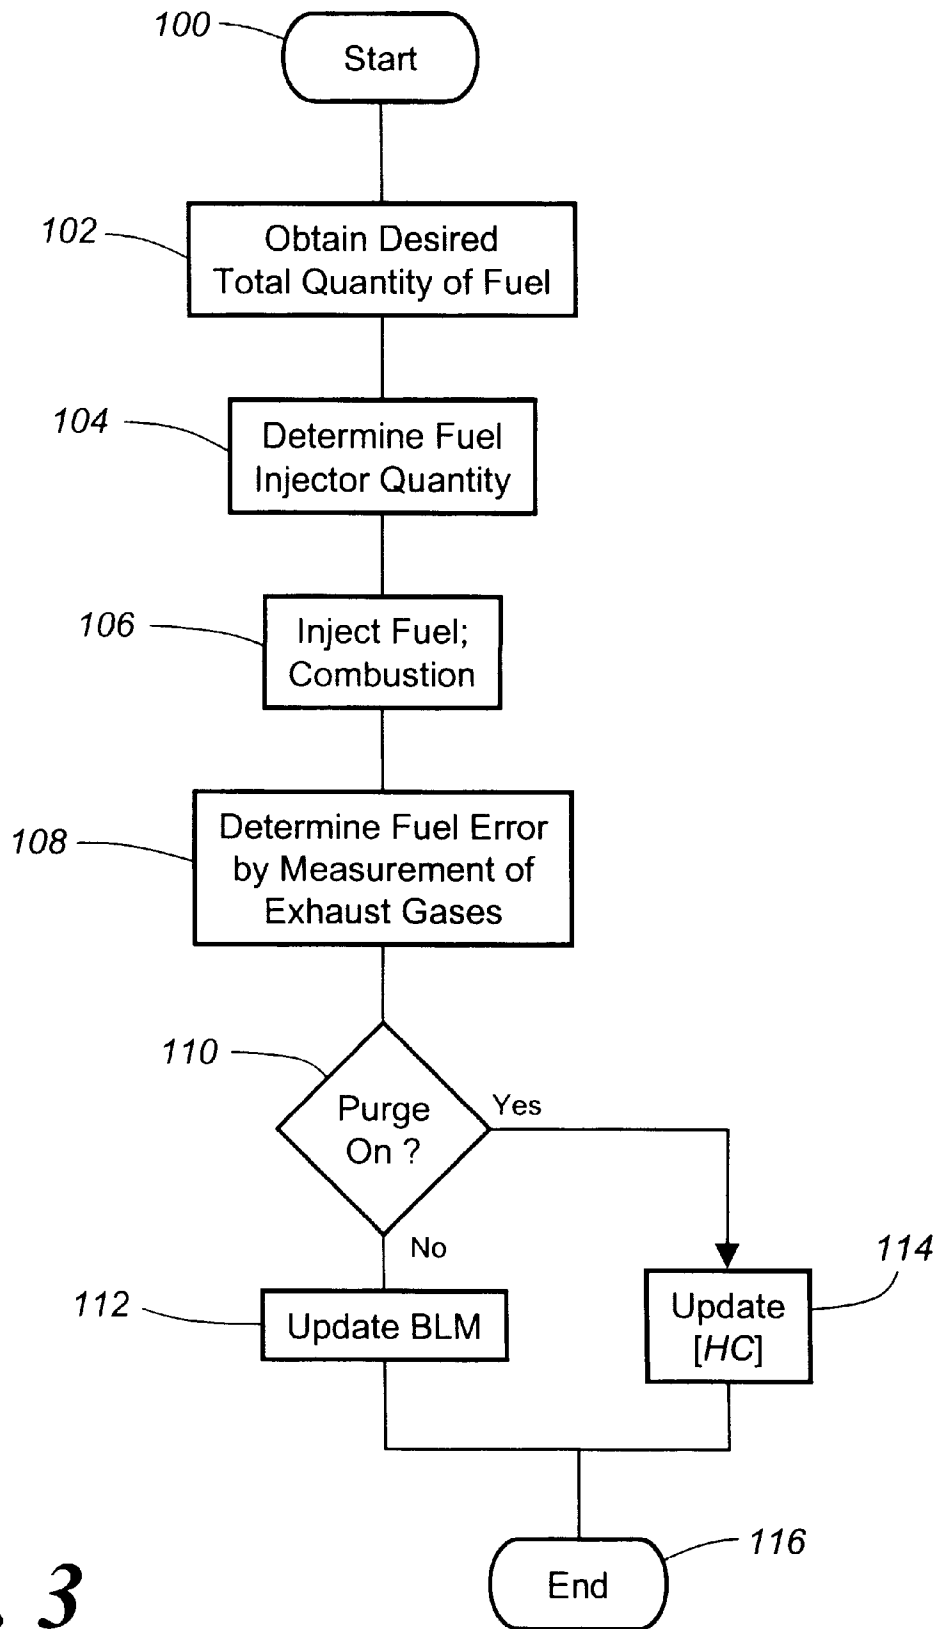 100
Start
102
Obtain Desired
Total Quantity of Fuel
104
Determine Fuel
Injector Quantity
106
Inject Fuel;
Combustion
108
Determine Fuel Error
by Measurement of
Exhaust Gases
110
Purge
On ?
Yes
No
112
Update BLM
114
Update
[HC]
116
End
. 3